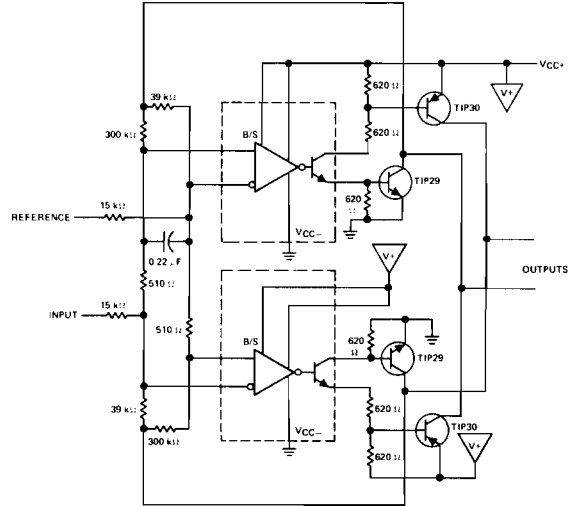 39 kΩ
620 Ω
VCC+
V+
TIP30
300 kΩ
B/S
620 Ω
TIP29
15 kΩ
REFERENCE
620
Ω
VCC−
0.22 µF
V+
OUTPUTS
510 Ω
15 kΩ
INPUT
510 Ω
B/S
620
Ω
TIP29
39 kΩ
620 Ω
TIP30
VCC−
300 kΩ
620 Ω
V+